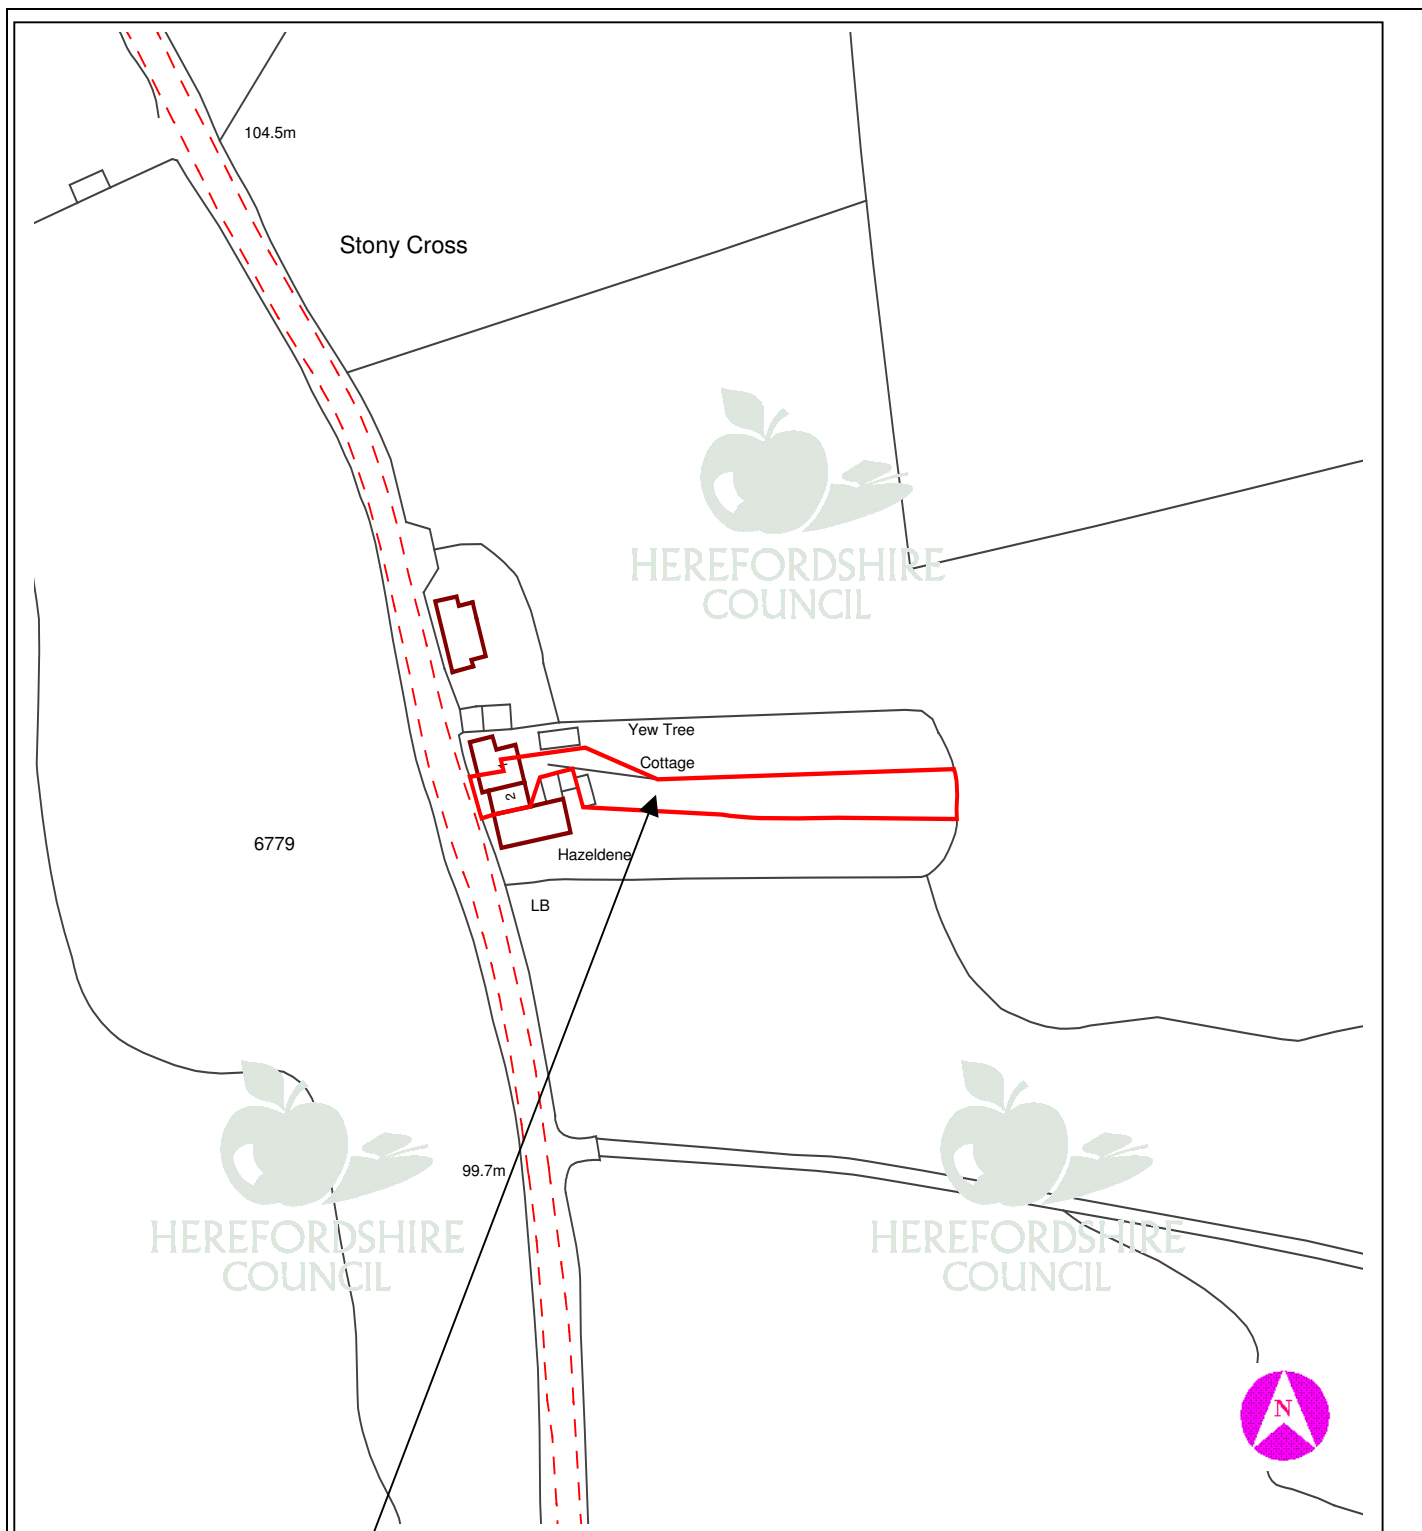 104.5m
Stony Cross
HEREFORDSHIRE
COUNCIL
Yew Tree
Cottage
1
2
6779
Hazeldene
LB
99.7m
HEREFORDSHIRE
COUNCIL
HEREFORDSHIRE
COUNCIL
N